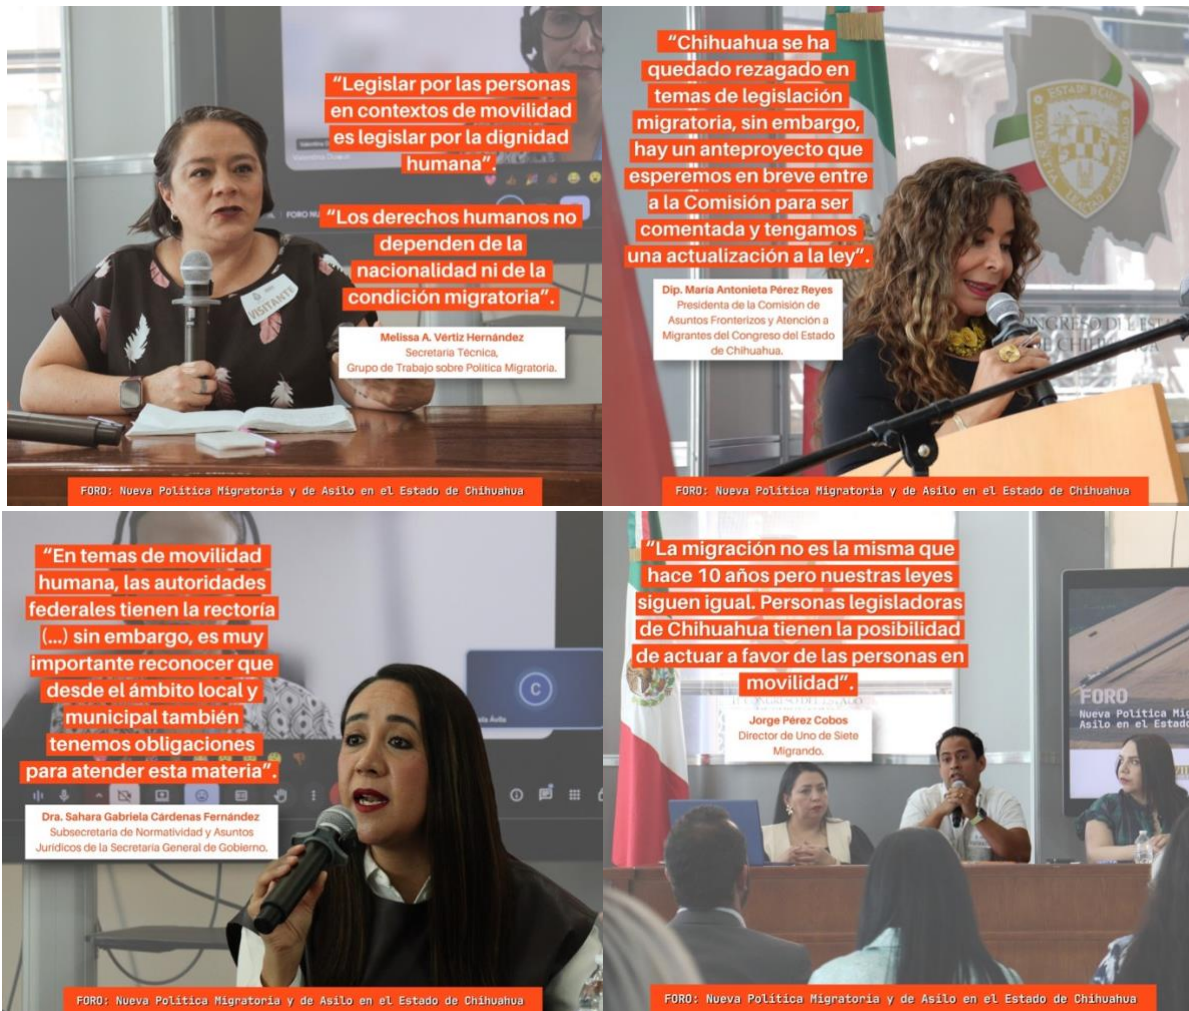 “Legislar por las personas
en contextos de movilidad
es legislar por la dignidad
humana”.
“Los derechos humanos no
dependen de la
nacionalidad ni de la
condición migratoria”.
Melissa A. Vértiz Hernández
Secretaria Técnica,
Grupo de Trabajo sobre Política Migratoria.
VISITANTE
FORO: Nueva Política Migratoria y de Asilo en el Estado de Chihuahua
“Chihuahua se ha
quedado rezagado en
temas de legislación
migratoria, sin embargo,
hay un anteproyecto que
esperemos en breve entre
a la Comisión para ser
comentada y tengamos
una actualización a la ley”.
Dip. María Antonieta Pérez Reyes
Presidenta de la Comisión de
Asuntos Fronterizos y Atención a
Migrantes del Congreso del Estado
de Chihuahua.
FORO: Nueva Política Migratoria y de Asilo en el Estado de Chihuahua
“En temas de movilidad
humana, las autoridades
federales tienen la rectoría
(...) sin embargo, es muy
importante reconocer que
desde el ámbito local y
municipal también
tenemos obligaciones
para atender esta materia”.
Dra. Sahara Gabriela Cárdenas Fernández
Subsecretaria de Normatividad y Asuntos
Jurídicos de la Secretaría General de Gobierno.
C
FORO: Nueva Política Migratoria y de Asilo en el Estado de Chihuahua
“La migración no es la misma que
hace 10 años pero nuestras leyes
siguen igual. Personas legisladoras
de Chihuahua tienen la posibilidad
de actuar a favor de las personas en
movilidad”.
Jorge Pérez Cobos
Director de Uno de Siete
Migrando.
FORO
Nueva Política Mig
Asilo en el Estado
FORO: Nueva Política Migratoria y de Asilo en el Estado de Chihuahua